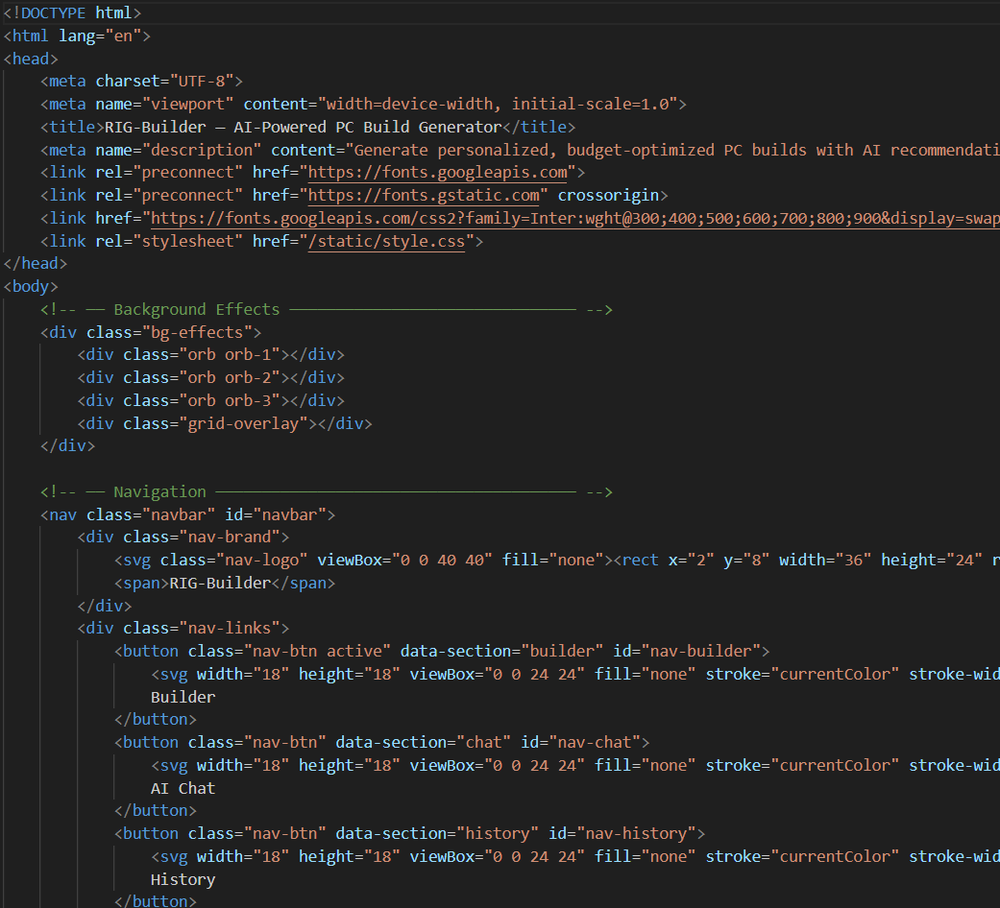 <!DOCTYPE html>
<html lang="en">
<head>
    <meta charset="UTF-8">
    <meta name="viewport" content="width=device-width, initial-scale=1.0">
    <title>RIG-Builder — AI-Powered PC Build Generator</title>
    <meta name="description" content="Generate personalized, budget-optimized PC builds with AI recommendati
    <link rel="preconnect" href="https://fonts.googleapis.com">
    <link rel="preconnect" href="https://fonts.gstatic.com" crossorigin>
    <link href="https://fonts.googleapis.com/css2?family=Inter:wght@300;400;500;600;700;800;900&display=swap
    <link rel="stylesheet" href="/static/style.css">
</head>
<body>
    <!-- ── Background Effects ─────────────────────────────── -->
    <div class="bg-effects">
        <div class="orb orb-1"></div>
        <div class="orb orb-2"></div>
        <div class="orb orb-3"></div>
        <div class="grid-overlay"></div>
    </div>
    <!-- ── Navigation ─────────────────────────────────────── -->
    <nav class="navbar" id="navbar">
        <div class="nav-brand">
            <svg class="nav-logo" viewBox="0 0 40 40" fill="none"><rect x="2" y="8" width="36" height="24" r
            <span>RIG-Builder</span>
        </div>
        <div class="nav-links">
            <button class="nav-btn active" data-section="builder" id="nav-builder">
                <svg width="18" height="18" viewBox="0 0 24 24" fill="none" stroke="currentColor" stroke-wid
                Builder
            </button>
            <button class="nav-btn" data-section="chat" id="nav-chat">
                <svg width="18" height="18" viewBox="0 0 24 24" fill="none" stroke="currentColor" stroke-wid
                AI Chat
            </button>
            <button class="nav-btn" data-section="history" id="nav-history">
                <svg width="18" height="18" viewBox="0 0 24 24" fill="none" stroke="currentColor" stroke-wid
                History
            </button>